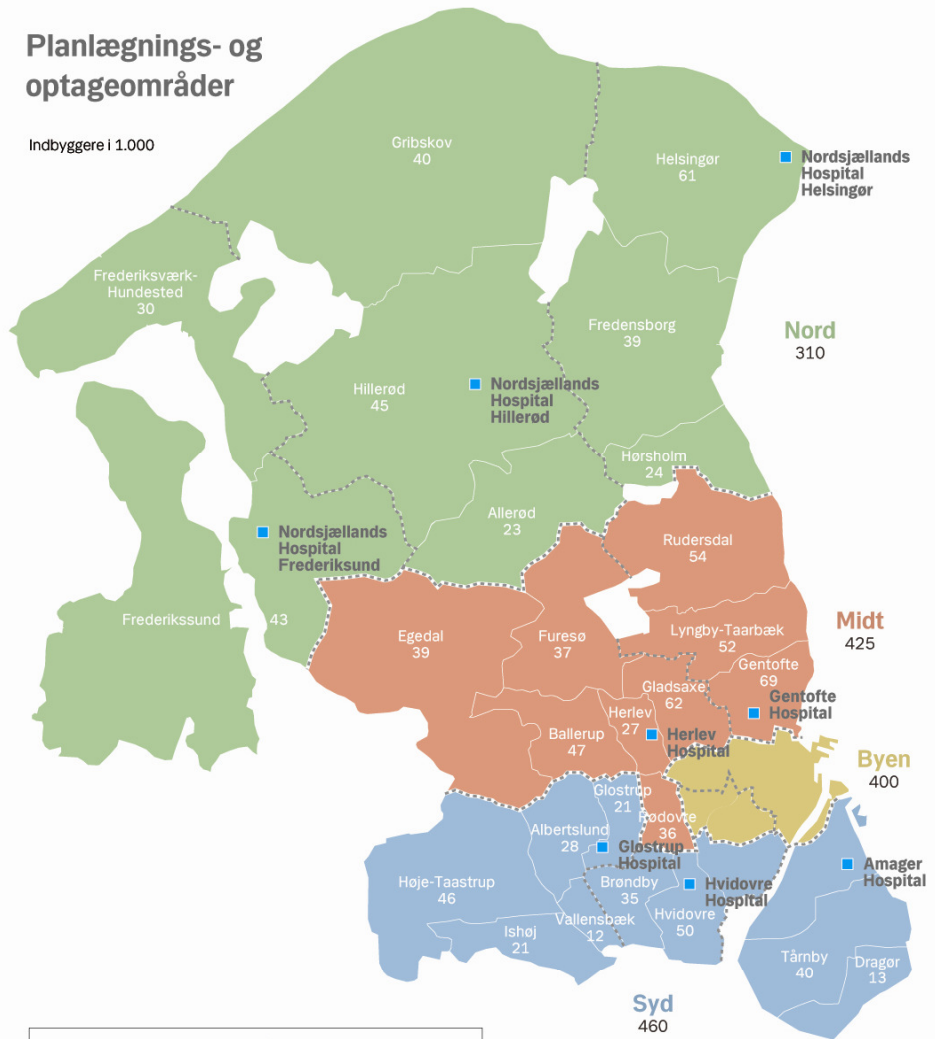 Planlægnings- og
optageområder
Indbyggere i 1.000
Gribskov
40
Helsingør
61
Nordsjællands
Hospital
Helsingør
Frederiksværk-
Hundested
30
Fredensborg
39
Nord
310
Hillerød
45
Nordsjællands
Hospital
Hillerød
Hørsholm
24
Allerød
23
Nordsjællands
Hospital
Frederiksund
Rudersdal
54
Frederikssund
43
Egedal
39
Furesø
37
Lyngby-Taarbæk
52
Midt
425
Gentofte
69
Gladsaxe
62
Gentofte
Hospital
Herlev
27
Ballerup
47
Herlev
Hospital
Byen
400
Glostrup
21
Rødovte
36
Albertslund
28
Gløstrup
Hospital
Amager
Hospital
Høje-Taastrup
46
Brøndby
35
Hvidovre
Hospital
Vallensbæk
12
Hvidovre
50
Ishøj
21
Tårnby
40
Dragør
13
Syd
460